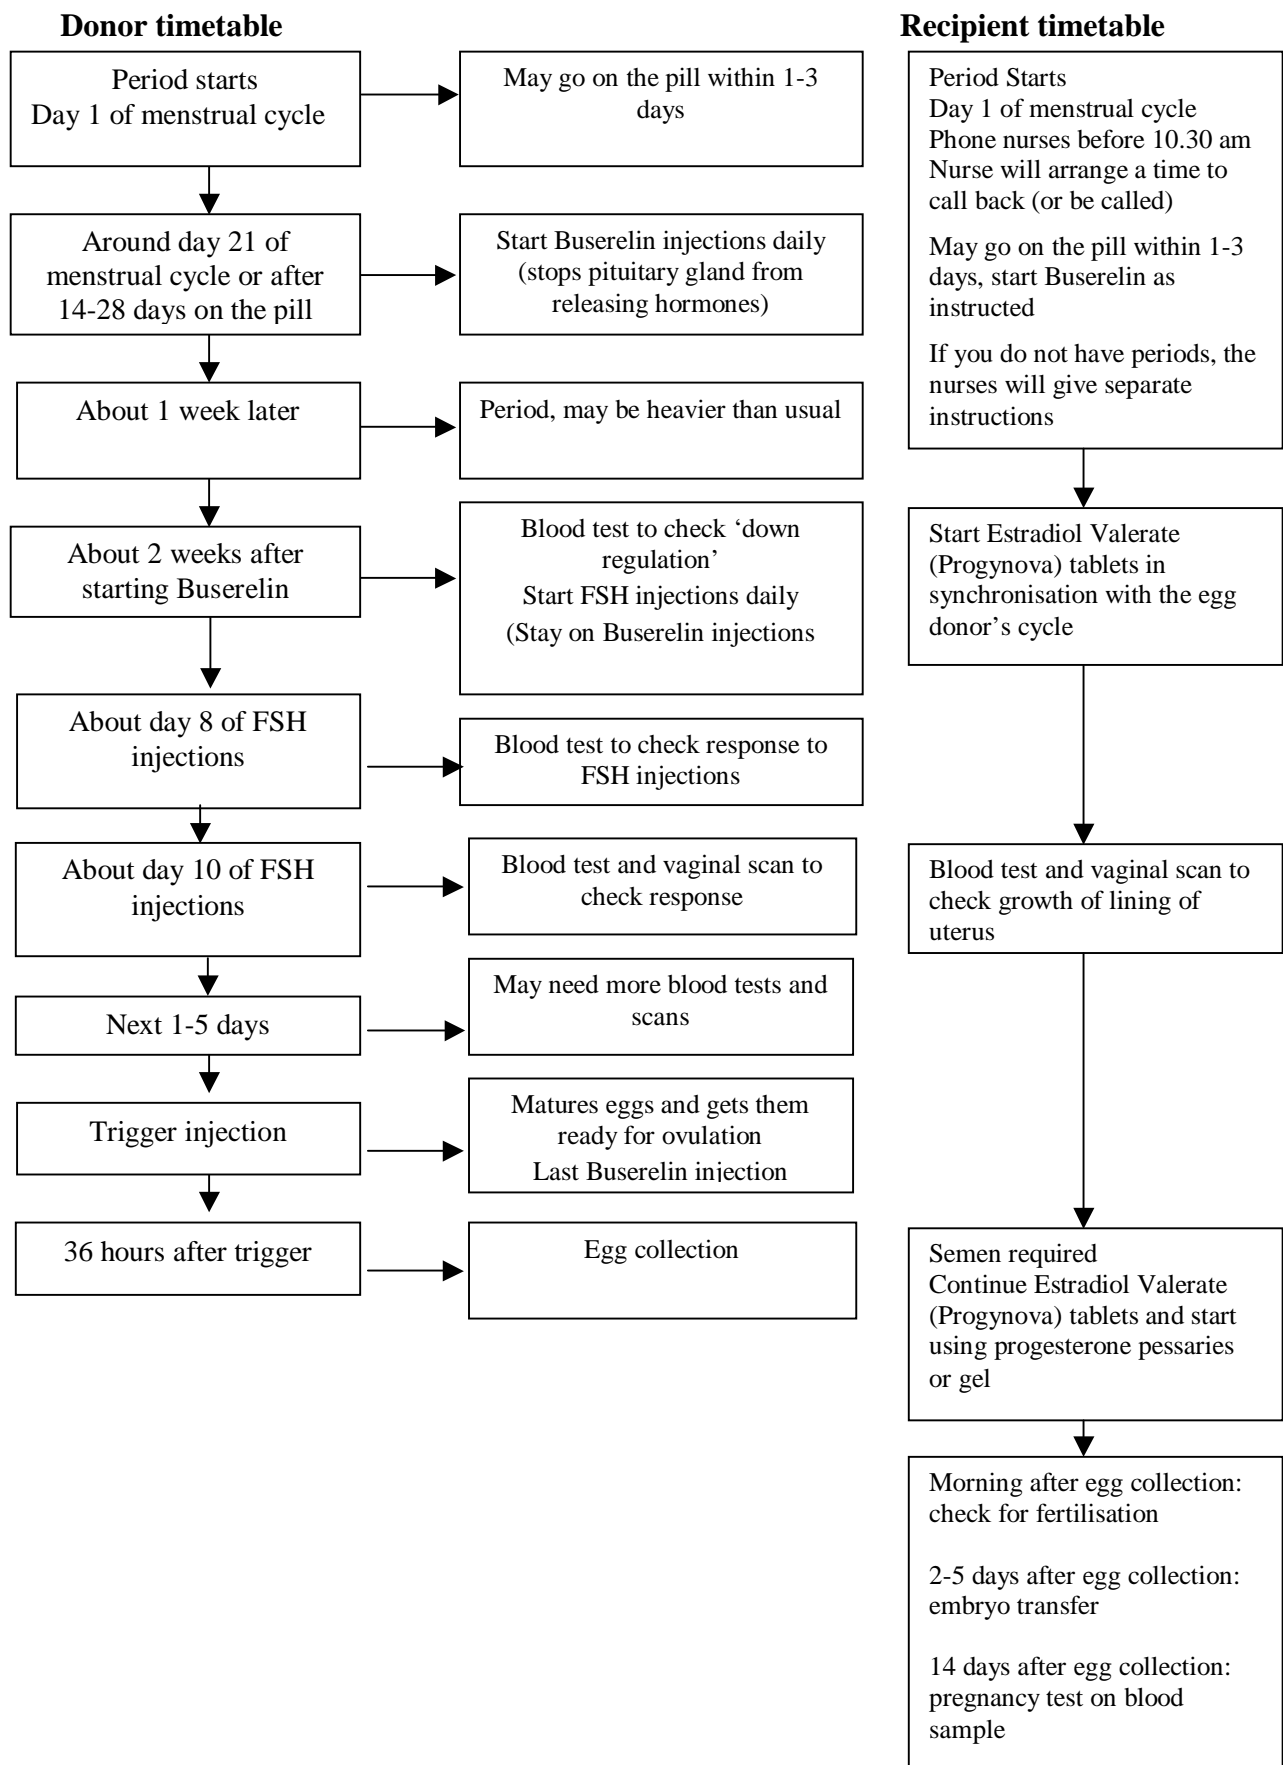 Donor timetable
Recipient timetable
Period starts
Day 1 of menstrual cycle
May go on the pill within 1-3
days
Around day 21 of
menstrual cycle or after
14-28 days on the pill
Start Buserelin injections daily
(stops pituitary gland from
releasing hormones)
About 1 week later
Period, may be heavier than usual
About 2 weeks after
starting Buserelin
Blood test to check ‘down
regulation’
Start FSH injections daily
(Stay on Buserelin injections
About day 8 of FSH
injections
Blood test to check response to
FSH injections
About day 10 of FSH
injections
Blood test and vaginal scan to
check response
Next 1-5 days
May need more blood tests and
scans
Trigger injection
Matures eggs and gets them
ready for ovulation
Last Buserelin injection
36 hours after trigger
Egg collection
Period Starts
Day 1 of menstrual cycle
Phone nurses before 10.30 am
Nurse will arrange a time to
call back (or be called)
May go on the pill within 1-3
days, start Buserelin as
instructed
If you do not have periods, the
nurses will give separate
instructions
Start Estradiol Valerate
(Progynova) tablets in
synchronisation with the egg
donor’s cycle
Blood test and vaginal scan to
check growth of lining of
uterus
Semen required
Continue Estradiol Valerate
(Progynova) tablets and start
using progesterone pessaries
or gel
Morning after egg collection:
check for fertilisation
2-5 days after egg collection:
embryo transfer
14 days after egg collection:
pregnancy test on blood
sample